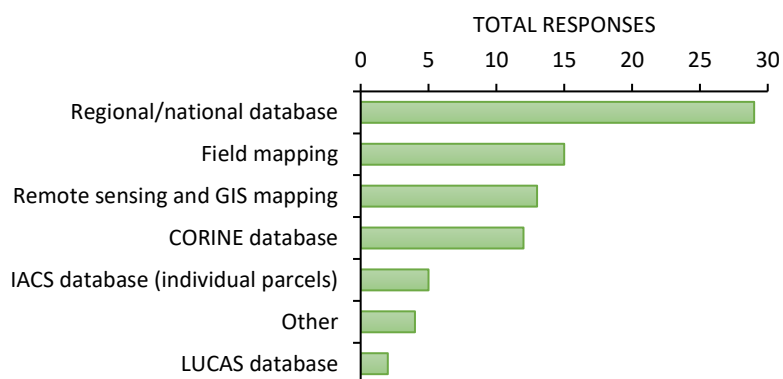 TOTAL RESPONSES
0 5 10 15 20 25 30
Regional/national database
Field mapping
Remote sensing and GIS mapping
CORINE database
IACS database (individual parcels)
Other
LUCAS database